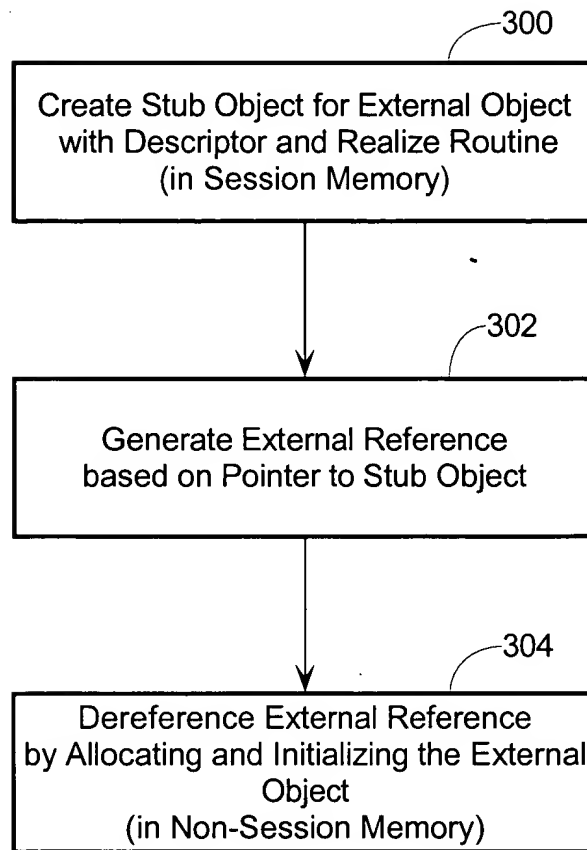 300
Create Stub Object for External Object
with Descriptor and Realize Routine
(in Session Memory)
302
Generate External Reference
based on Pointer to Stub Object
304
Dereference External Reference
by Allocating and Initializing the External
Object
(in Non-Session Memory)